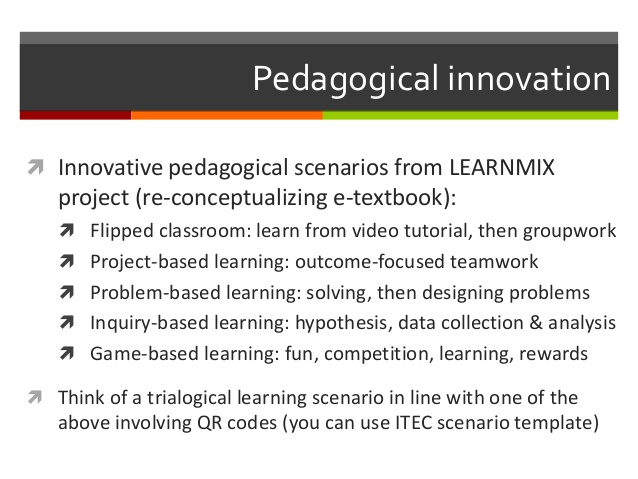 Pedagogical innovation
Innovative pedagogical scenarios from LEARNMIX
project (re-conceptualizing e-textbook):
Flipped classroom: learn from video tutorial, then groupwork
Project-based learning: outcome-focused teamwork
Problem-based learning: solving, then designing problems
Inquiry-based learning: hypothesis, data collection & analysis
Game-based learning: fun, competition, learning, rewards
Think of a trialogical learning scenario in line with one of the
above involving QR codes (you can use ITEC scenario template)